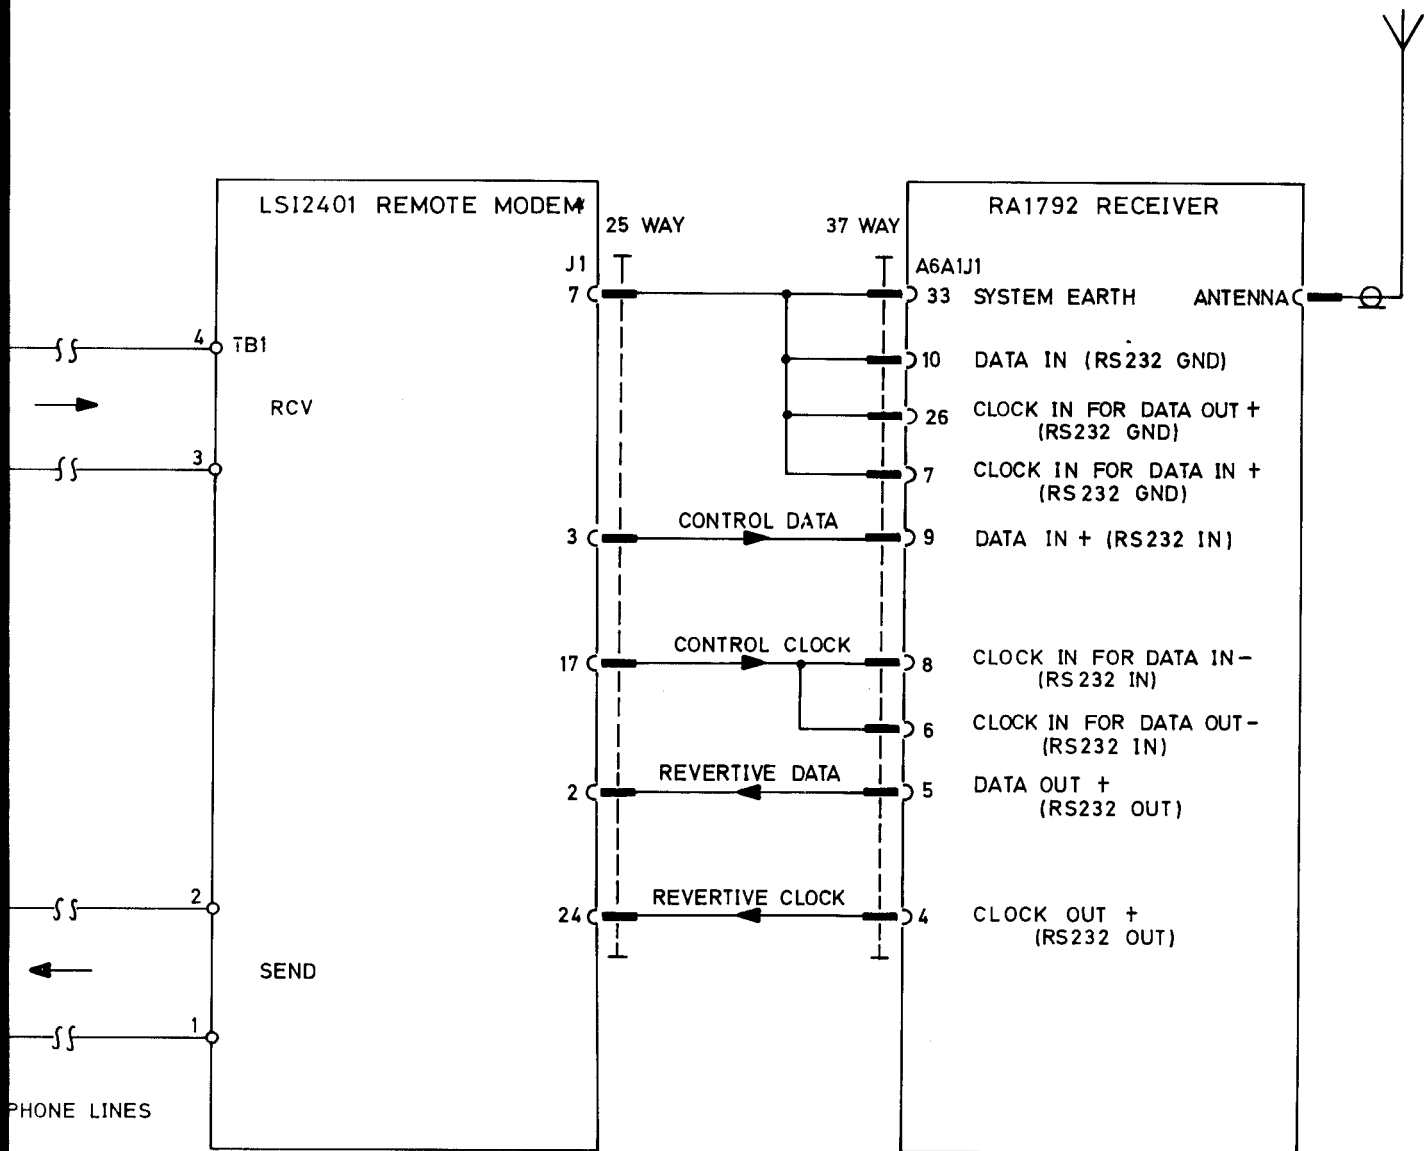 LSI2401 REMOTE MODEM*
RA1792 RECEIVER
25 WAY
37 WAY
J1
A6A1J1
7
33 SYSTEM EARTH
ANTENNA
4 TB1
10 DATA IN (RS232 GND)
RCV
26 CLOCK IN FOR DATA OUT +
(RS232 GND)
3
7 CLOCK IN FOR DATA IN +
(RS232 GND)
CONTROL DATA
3
9 DATA IN + (RS232 IN)
CONTROL CLOCK
17
8 CLOCK IN FOR DATA IN -
(RS232 IN)
6 CLOCK IN FOR DATA OUT -
(RS232 IN)
REVERTIVE DATA
2
5 DATA OUT +
(RS232 OUT)
2
REVERTIVE CLOCK
24
4 CLOCK OUT +
(RS232 OUT)
SEND
1
PHONE LINES